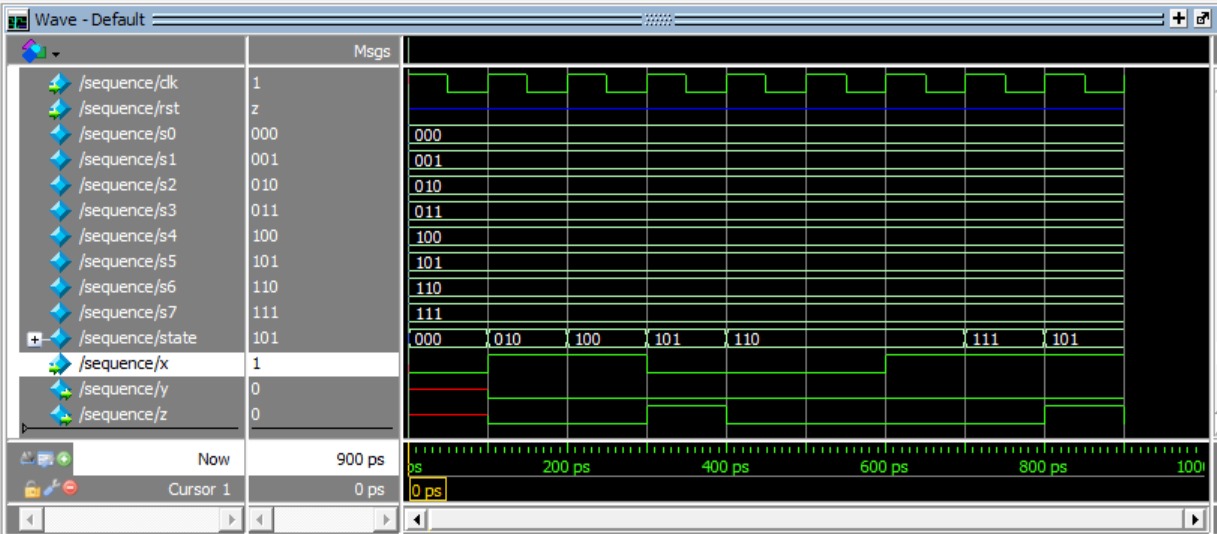 Wave - Default
Msgs
/sequence/clk 1
/sequence/rst z
/sequence/s0 000 000
/sequence/s1 001 001
/sequence/s2 010 010
/sequence/s3 011 011
/sequence/s4 100 100
/sequence/s5 101 101
/sequence/s6 110 110
/sequence/s7 111 111
/sequence/state 101 000 010 100 101 110 111 101
/sequence/x 1
/sequence/y 0
/sequence/z 0
Now 900 ps ps 200 ps 400 ps 600 ps 800 ps 100
Cursor 1 0 ps 0 ps